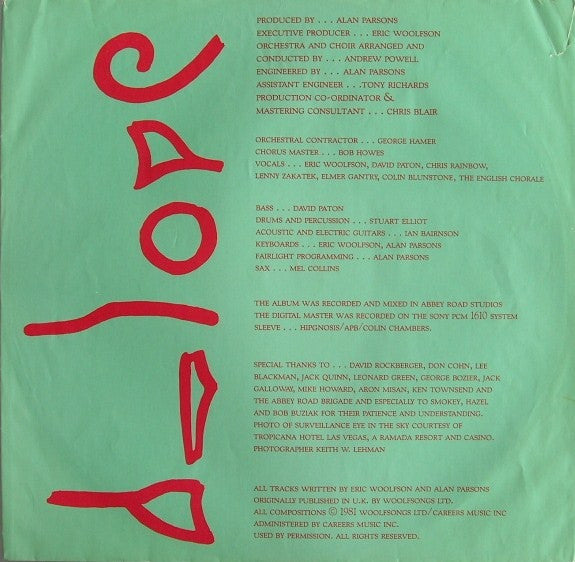 PRODUCED BY . . . ALAN PARSONS
EXECUTIVE PRODUCER . . . ERIC WOOLFSON
ORCHESTRA AND CHOIR ARRANGED AND
CONDUCTED BY . . . ANDREW POWELL
ENGINEERED BY . . . ALAN PARSONS
ASSISTANT ENGINEER . . . TONY RICHARDS
PRODUCTION CO-ORDINATOR &
MASTERING CONSULTANT . . . CHRIS BLAIR
ORCHESTRAL CONTRACTOR . . . GEORGE HAMER
CHORUS MASTER . . . BOB HOWES
VOCALS . . . ERIC WOOLFSON, DAVID PATON, CHRIS RAINBOW,
LENNY ZAKATEK, ELMER GANTRY, COLIN BLUNSTONE, THE ENGLISH CHORALE
BASS . . . DAVID PATON
DRUMS AND PERCUSSION . . . STUART ELLIOT
ACOUSTIC AND ELECTRIC GUITARS . . . IAN BAIRNSON
KEYBOARDS . . . ERIC WOOLFSON, ALAN PARSONS
FAIRLIGHT PROGRAMMING . . . ALAN PARSONS
SAX . . . MEL COLLINS
THE ALBUM WAS RECORDED AND MIXED IN ABBEY ROAD STUDIOS
THE DIGITAL MASTER WAS RECORDED ON THE SONY PCM 1610 SYSTEM
SLEEVE . . . HIPGNOSIS/APB/COLIN CHAMBERS.
SPECIAL THANKS TO . . . DAVID ROCKBERGER, DON COHN, LEE
BLACKMAN, JACK QUINN, LEONARD GREEN, GEORGE BOZIER, JACK
GALLOWAY, MIKE HOWARD, ARON MISAN, KEN TOWNSEND AND
THE ABBEY ROAD BRIGADE AND ESPECIALLY TO SMOKEY, HAZEL
AND BOB BUZIAK FOR THEIR PATIENCE AND UNDERSTANDING.
PHOTO OF SURVEILLANCE EYE IN THE SKY COURTESY OF
TROPICANA HOTEL LAS VEGAS, A RAMADA RESORT AND CASINO.
PHOTOGRAPHER KEITH W. LEHMAN
ALL TRACKS WRITTEN BY ERIC WOOLFSON AND ALAN PARSONS
ORIGINALLY PUBLISHED IN U.K. BY WOOLFSONGS LTD.
ALL COMPOSITIONS © 1981 WOOLFSONGS LTD/CAREERS MUSIC INC
ADMINISTERED BY CAREERS MUSIC INC.
USED BY PERMISSION. ALL RIGHTS RESERVED.